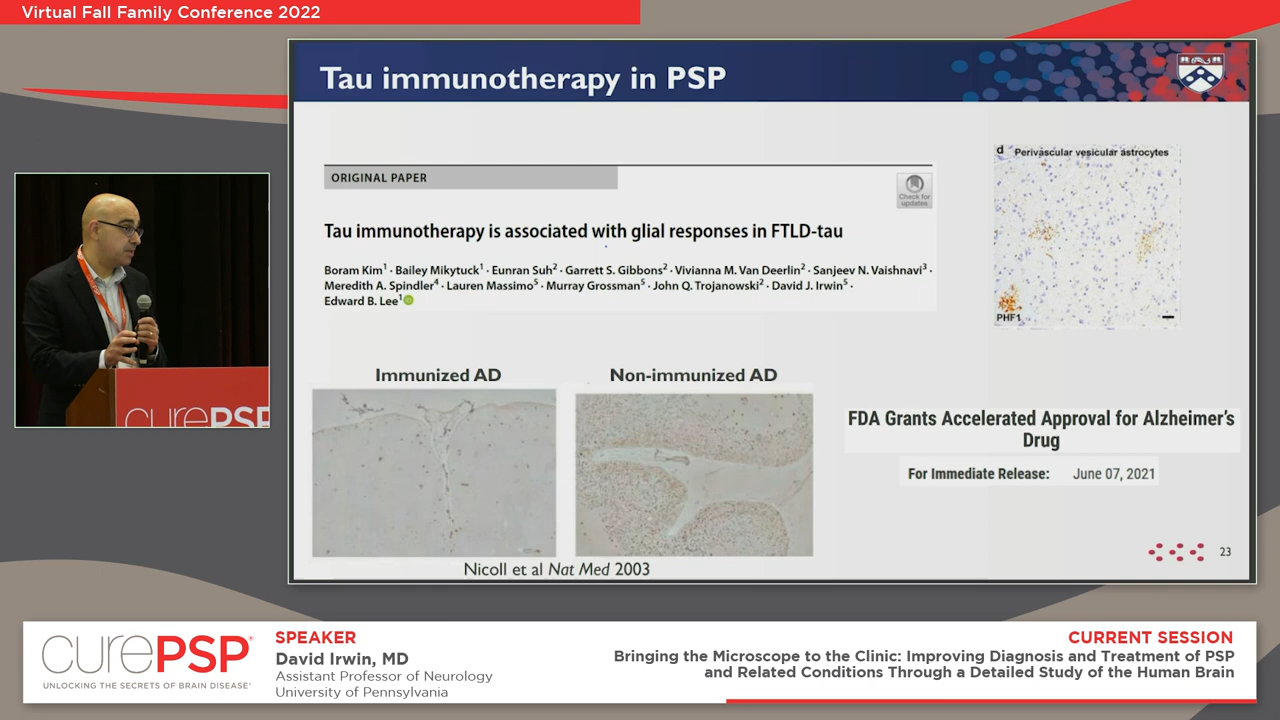 Virtual Fall Family Conference 2022
Tau immunotherapy in PSP
ORIGINAL PAPER
Check for
updates
Tau immunotherapy is associated with glial responses in FTLD-tau
Boram Kim1 · Bailey Mikytuck1 · Eunran Suh2 · Garrett S. Gibbons2 · Vivianna M. Van Deerlin2 · Sanjeev N. Vaishnavi3 ·
Meredith A. Spindler4 · Lauren Massimo5 · Murray Grossman5 · John Q. Trojanowski2 · David J. Irwin5 ·
Edward B. Lee1
d Perivascular vesicular astrocytes
PHF1
Immunized AD
Non-immunized AD
Nicoll et al Nat Med 2003
FDA Grants Accelerated Approval for Alzheimer's
Drug
For Immediate Release: June 07, 2021
23
curePSP
curePSP®
UNLOCKING THE SECRETS OF BRAIN DISEASE®
SPEAKER
David Irwin, MD
Assistant Professor of Neurology
University of Pennsylvania
CURRENT SESSION
Bringing the Microscope to the Clinic: Improving Diagnosis and Treatment of PSP
and Related Conditions Through a Detailed Study of the Human Brain